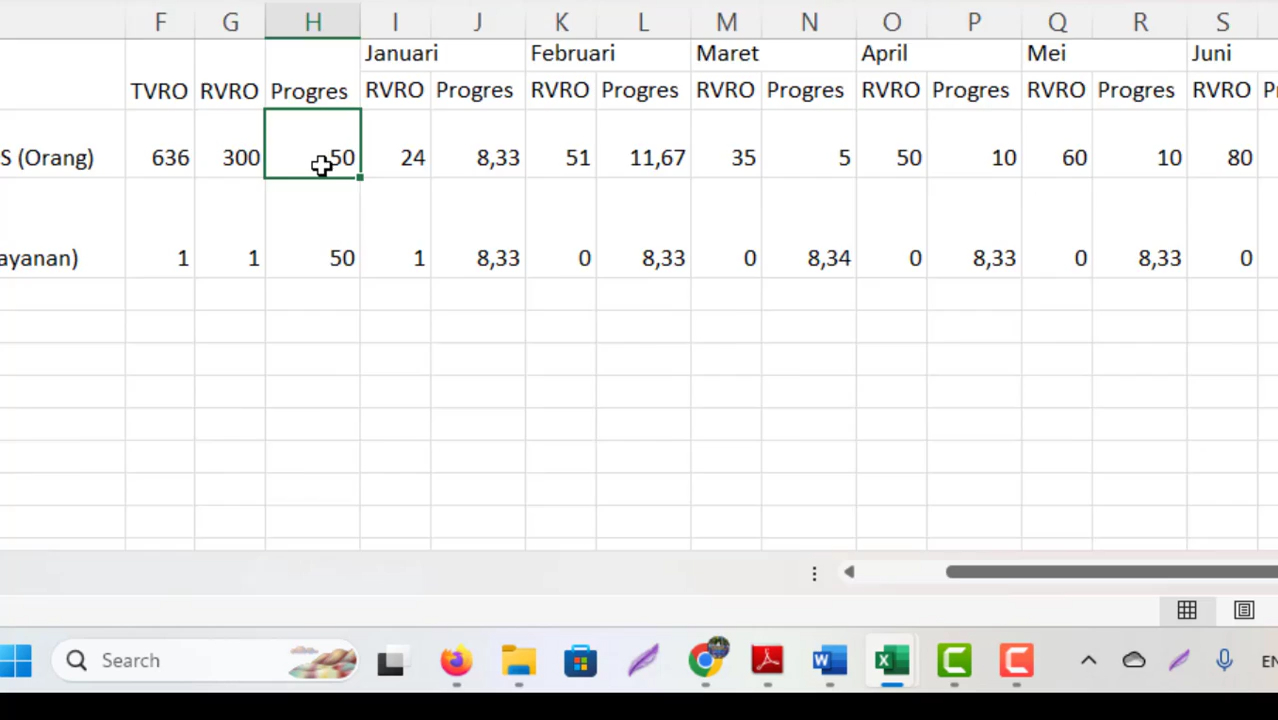 F G H I J K L M N O P Q R S
Januari Februari Maret April Mei Juni
TVRO RVRO Progres RVRO Progres RVRO Progres RVRO Progres RVRO Progres RVRO Progres RVRO
S (Orang) 636 300 50 24 8,33 51 11,67 35 5 50 10 60 10 80
ayanan) 1 1 50 1 8,33 0 8,33 0 8,34 0 8,33 0 8,33 0
Search EN